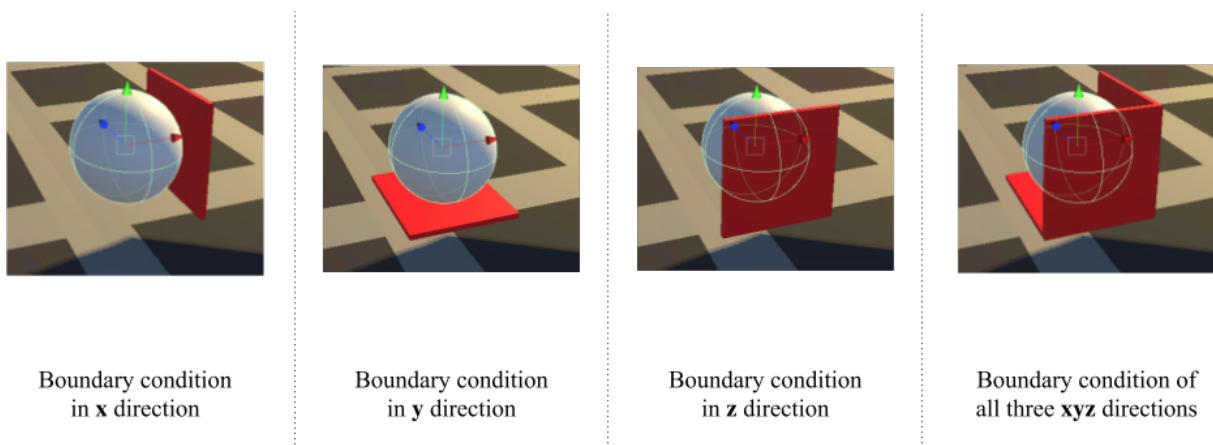 Boundary condition
in x direction
Boundary condition
in y direction
Boundary condition
in z direction
Boundary condition of
all three xyz directions